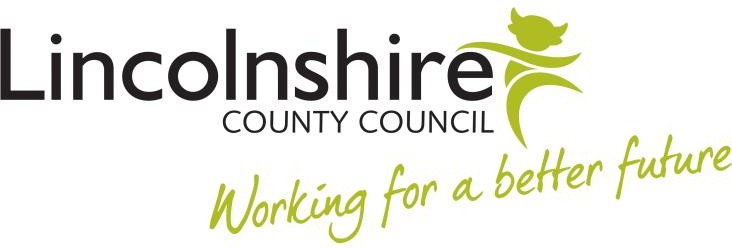 Lincolnshire
COUNTY COUNCIL
Working for a better future